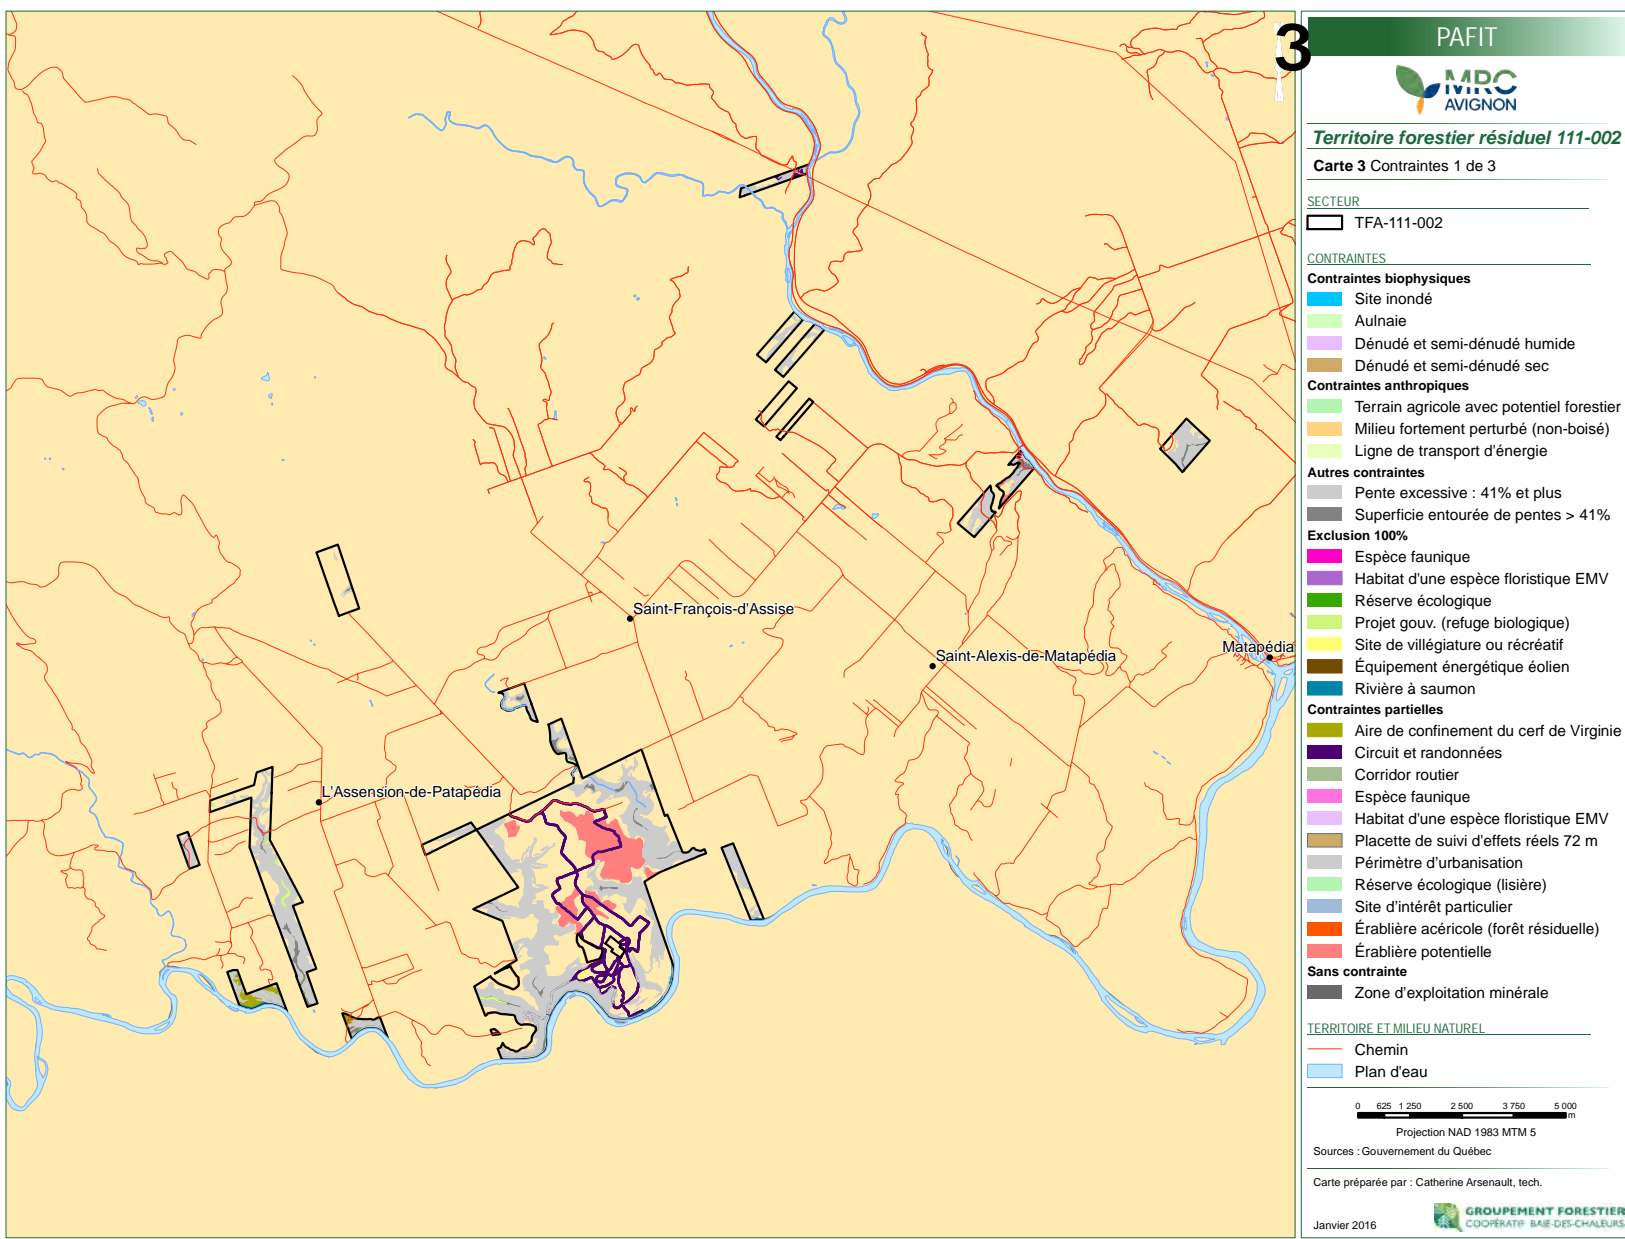 3
PAFIT
MRC
AVIGNON
Territoire forestier résiduel 111-002
Carte 3 Contraintes 1 de 3
SECTEUR
TFA-111-002
CONTRAINTES
Contraintes biophysiques
Site inondé
Aulnaie
Dénudé et semi-dénudé humide
Dénudé et semi-dénudé sec
Contraintes anthropiques
Terrain agricole avec potentiel forestier
Milieu fortement perturbé (non-boisé)
Ligne de transport d'énergie
Autres contraintes
Pente excessive : 41% et plus
Superficie entourée de pentes > 41%
Exclusion 100%
Espèce faunique
Habitat d'une espèce floristique EMV
Réserve écologique
Projet gouv. (refuge biologique)
Site de villégiature ou récréatif
Équipement énergétique éolien
Rivière à saumon
Contraintes partielles
Aire de confinement du cerf de Virginie
Circuit et randonnées
Corridor routier
Espèce faunique
Habitat d'une espèce floristique EMV
Placette de suivi d'effets réels 72 m
Périmètre d'urbanisation
Réserve écologique (lisière)
Site d'intérêt particulier
Érablière acéricole (forêt résiduelle)
Érablière potentielle
Sans contrainte
Zone d'exploitation minérale
TERRITOIRE ET MILIEU NATUREL
Chemin
Plan d'eau
0 625 1 250 2 500 3 750 5 000
m
Projection NAD 1983 MTM 5
Sources : Gouvernement du Québec
Carte préparée par : Catherine Arsenault, tech.
Janvier 2016
GROUPEMENT FORESTIER
COOPÉRATIF BAIE-DES-CHALEURS
Saint-François-d'Assise
Saint-Alexis-de-Matapédia
Matapédia
L'Assension-de-Patapédia